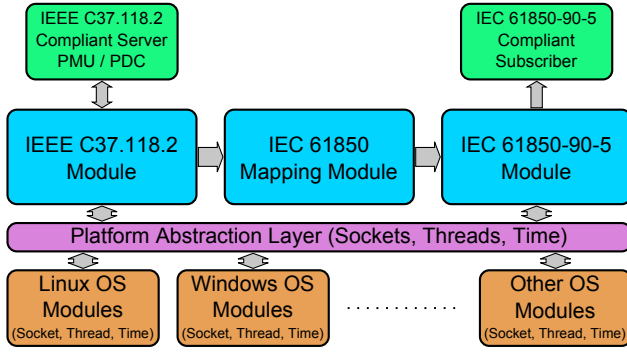 IEEE C37.118.2
Compliant Server
PMU / PDC
IEC 61850-90-5
Compliant
Subscriber
IEEE C37.118.2
Module
IEC 61850
Mapping Module
IEC 61850-90-5
Module
Platform Abstraction Layer (Sockets, Threads, Time)
Linux OS
Modules
(Socket, Thread, Time)
Windows OS
Modules
(Socket, Thread, Time)
. . . . . . . . . . . .
Other OS
Modules
(Socket, Thread, Time)